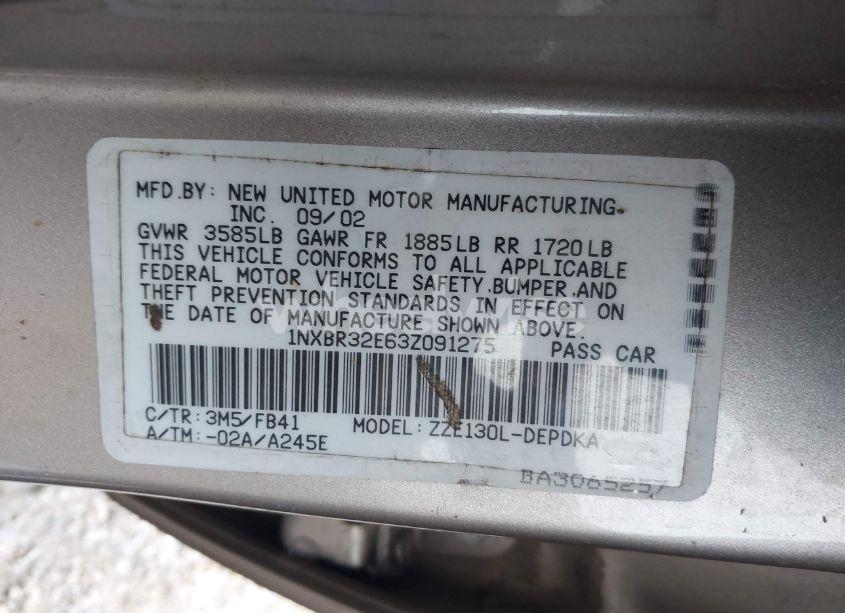 MFD.BY: NEW UNITED MOTOR MANUFACTURING.
INC. 09/02
GVWR 3585LB GAWR FR 1885LB RR 1720LB
THIS VEHICLE CONFORMS TO ALL APPLICABLE
FEDERAL MOTOR VEHICLE SAFETY.BUMPER.AND
THEFT PREVENTION STANDARDS IN EFFECT ON
THE DATE OF MANUFACTURE SHOWN ABOVE.
1NXBR32E63Z091275 PASS CAR
C/TR: 3M5/FB41 MODEL: ZZE130L-DEPDKA
A/TM: -02A/A245E
BA3065257